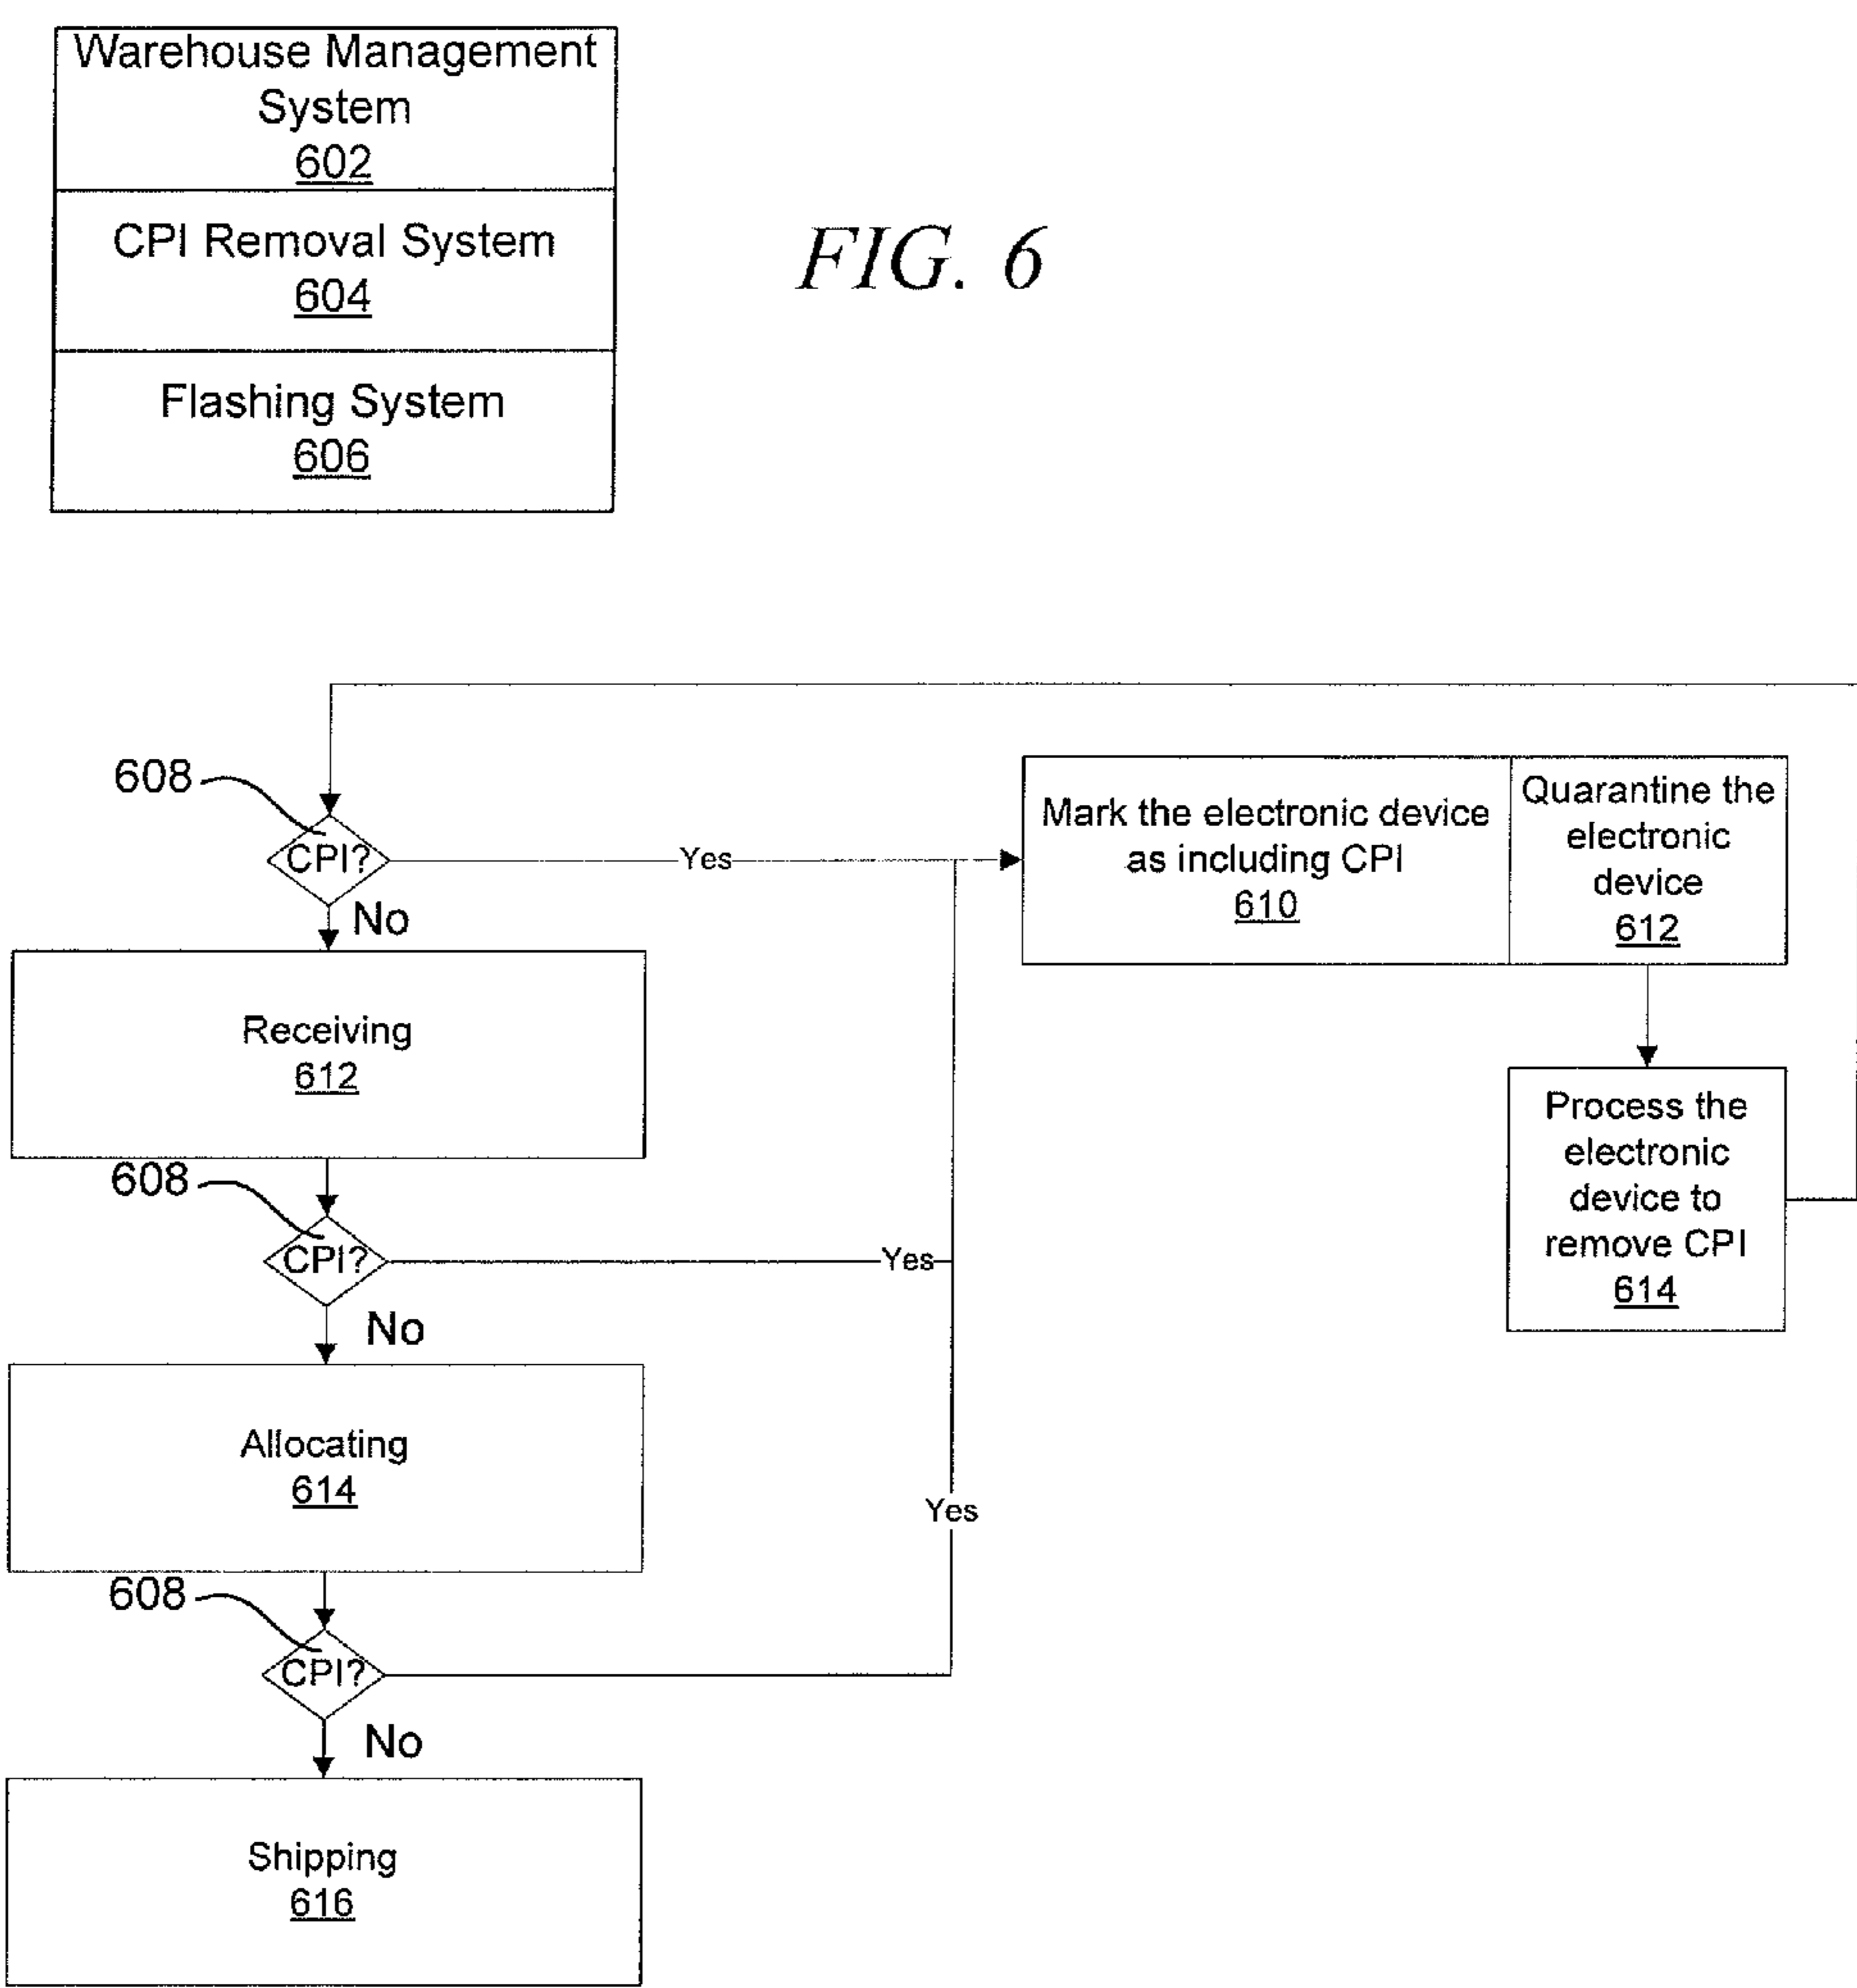 Warehouse Management
System
602
CPI Removal System
604
Flashing System
606
FIG. 6
608
CPI?
Yes
No
Mark the electronic device
as including CPI
610
Quarantine the
electronic
device
612
Receiving
612
Process the
electronic
device to
remove CPI
614
608
CPI?
Yes
No
Allocating
614
Yes
608
CPI?
No
Shipping
616